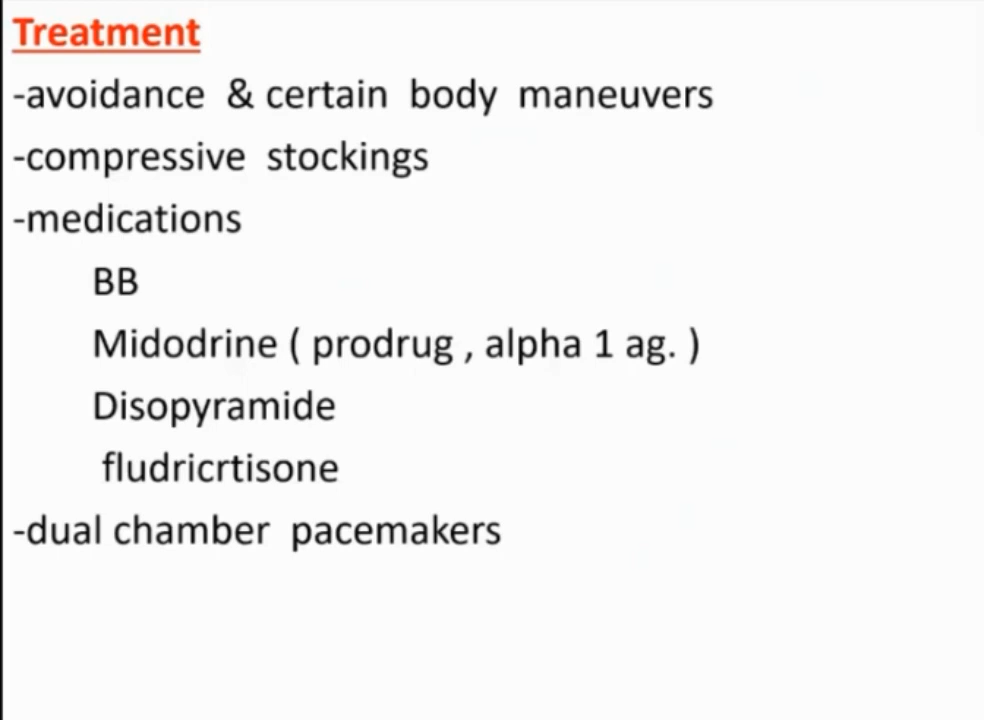 Treatment
-avoidance & certain body maneuvers
-compressive stockings
-medications
BB
Midodrine ( prodrug , alpha 1 ag. )
Disopyramide
fludricrtisone
-dual chamber pacemakers